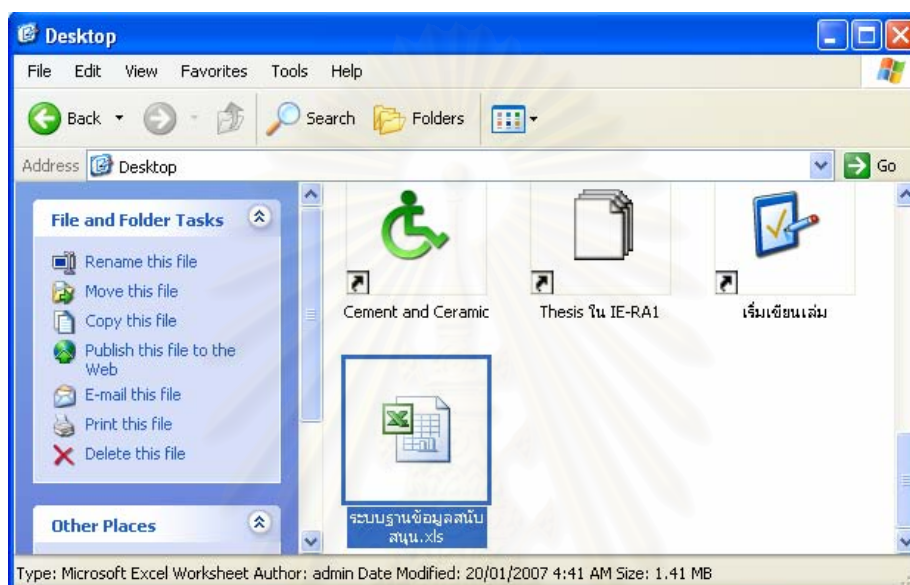 Desktop
File Edit View Favorites Tools Help
Back Search Folders
Address Desktop Go
File and Folder Tasks
Rename this file
Move this file
Copy this file
Publish this file to the
Web
E-mail this file
Print this file
Delete this file
Other Places
Cement and Ceramic
Thesis ใน IE-RA1
เริ่มเขียนเล่ม
ระบบฐานข้อมูลสนับ
สนุน.xls
Type: Microsoft Excel Worksheet Author: admin Date Modified: 20/01/2007 4:41 AM Size: 1.41 MB